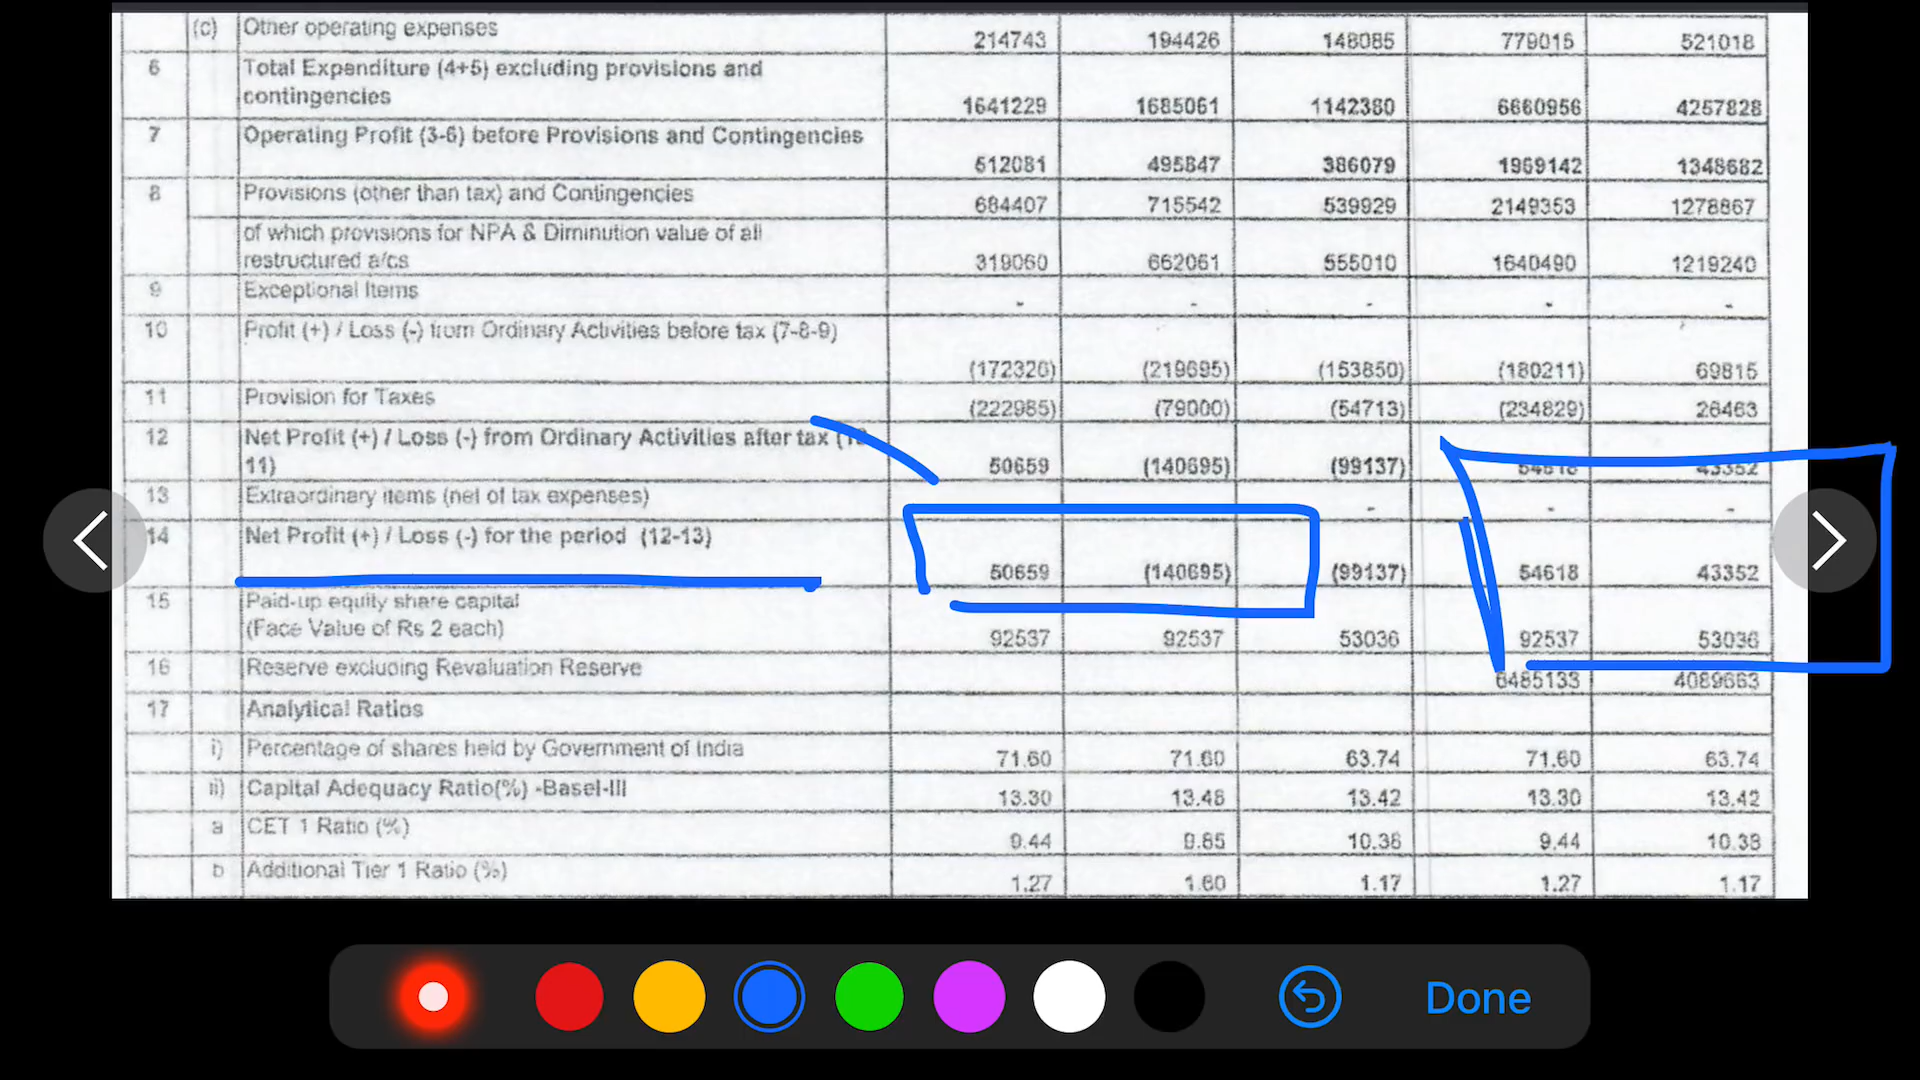 (c) Other operating expenses 214743 194426 148085 779015 521018
6 Total Expenditure (4+5) excluding provisions and
contingencies 1641229 1685061 1142380 6660956 4257828
7 Operating Profit (3-6) before Provisions and Contingencies
512081 495847 386079 1969142 1348682
8 Provisions (other than tax) and Contingencies 684407 715542 539929 2149353 1278867
of which provisions for NPA & Diminution value of all
restructured a/cs 319060 662061 555010 1640490 1219240
9 Exceptional Items - - - - -
10 Profit (+) / Loss (-) from Ordinary Activities before tax (7-8-9)
(172326) (219695) (153850) (180211) 69815
11 Provision for Taxes (222985) (79000) (54713) (234829) 26463
12 Net Profit (+) / Loss (-) from Ordinary Activities after tax (10-
11) 50659 (140695) (99137) 54618 43352
13 Extraordinary items (net of tax expenses) - - -
14 Net Profit (+) / Loss (-) for the period (12-13)
50659 (140695) (99137) 54618 43352
15 Paid-up equity share capital
(Face Value of Rs 2 each) 92537 92537 53036 92537 53036
16 Reserve excluding Revaluation Reserve 6485133 4089663
17 Analytical Ratios
i) Percentage of shares held by Government of India 71.60 71.60 63.74 71.60 63.74
ii) Capital Adequacy Ratio(%) -Basel-III 13.30 13.46 13.42 13.30 13.42
a CET 1 Ratio (%) 9.44 9.85 10.38 9.44 10.38
b Additional Tier 1 Ratio (%) 1.27 1.60 1.17 1.27 1.17
Done